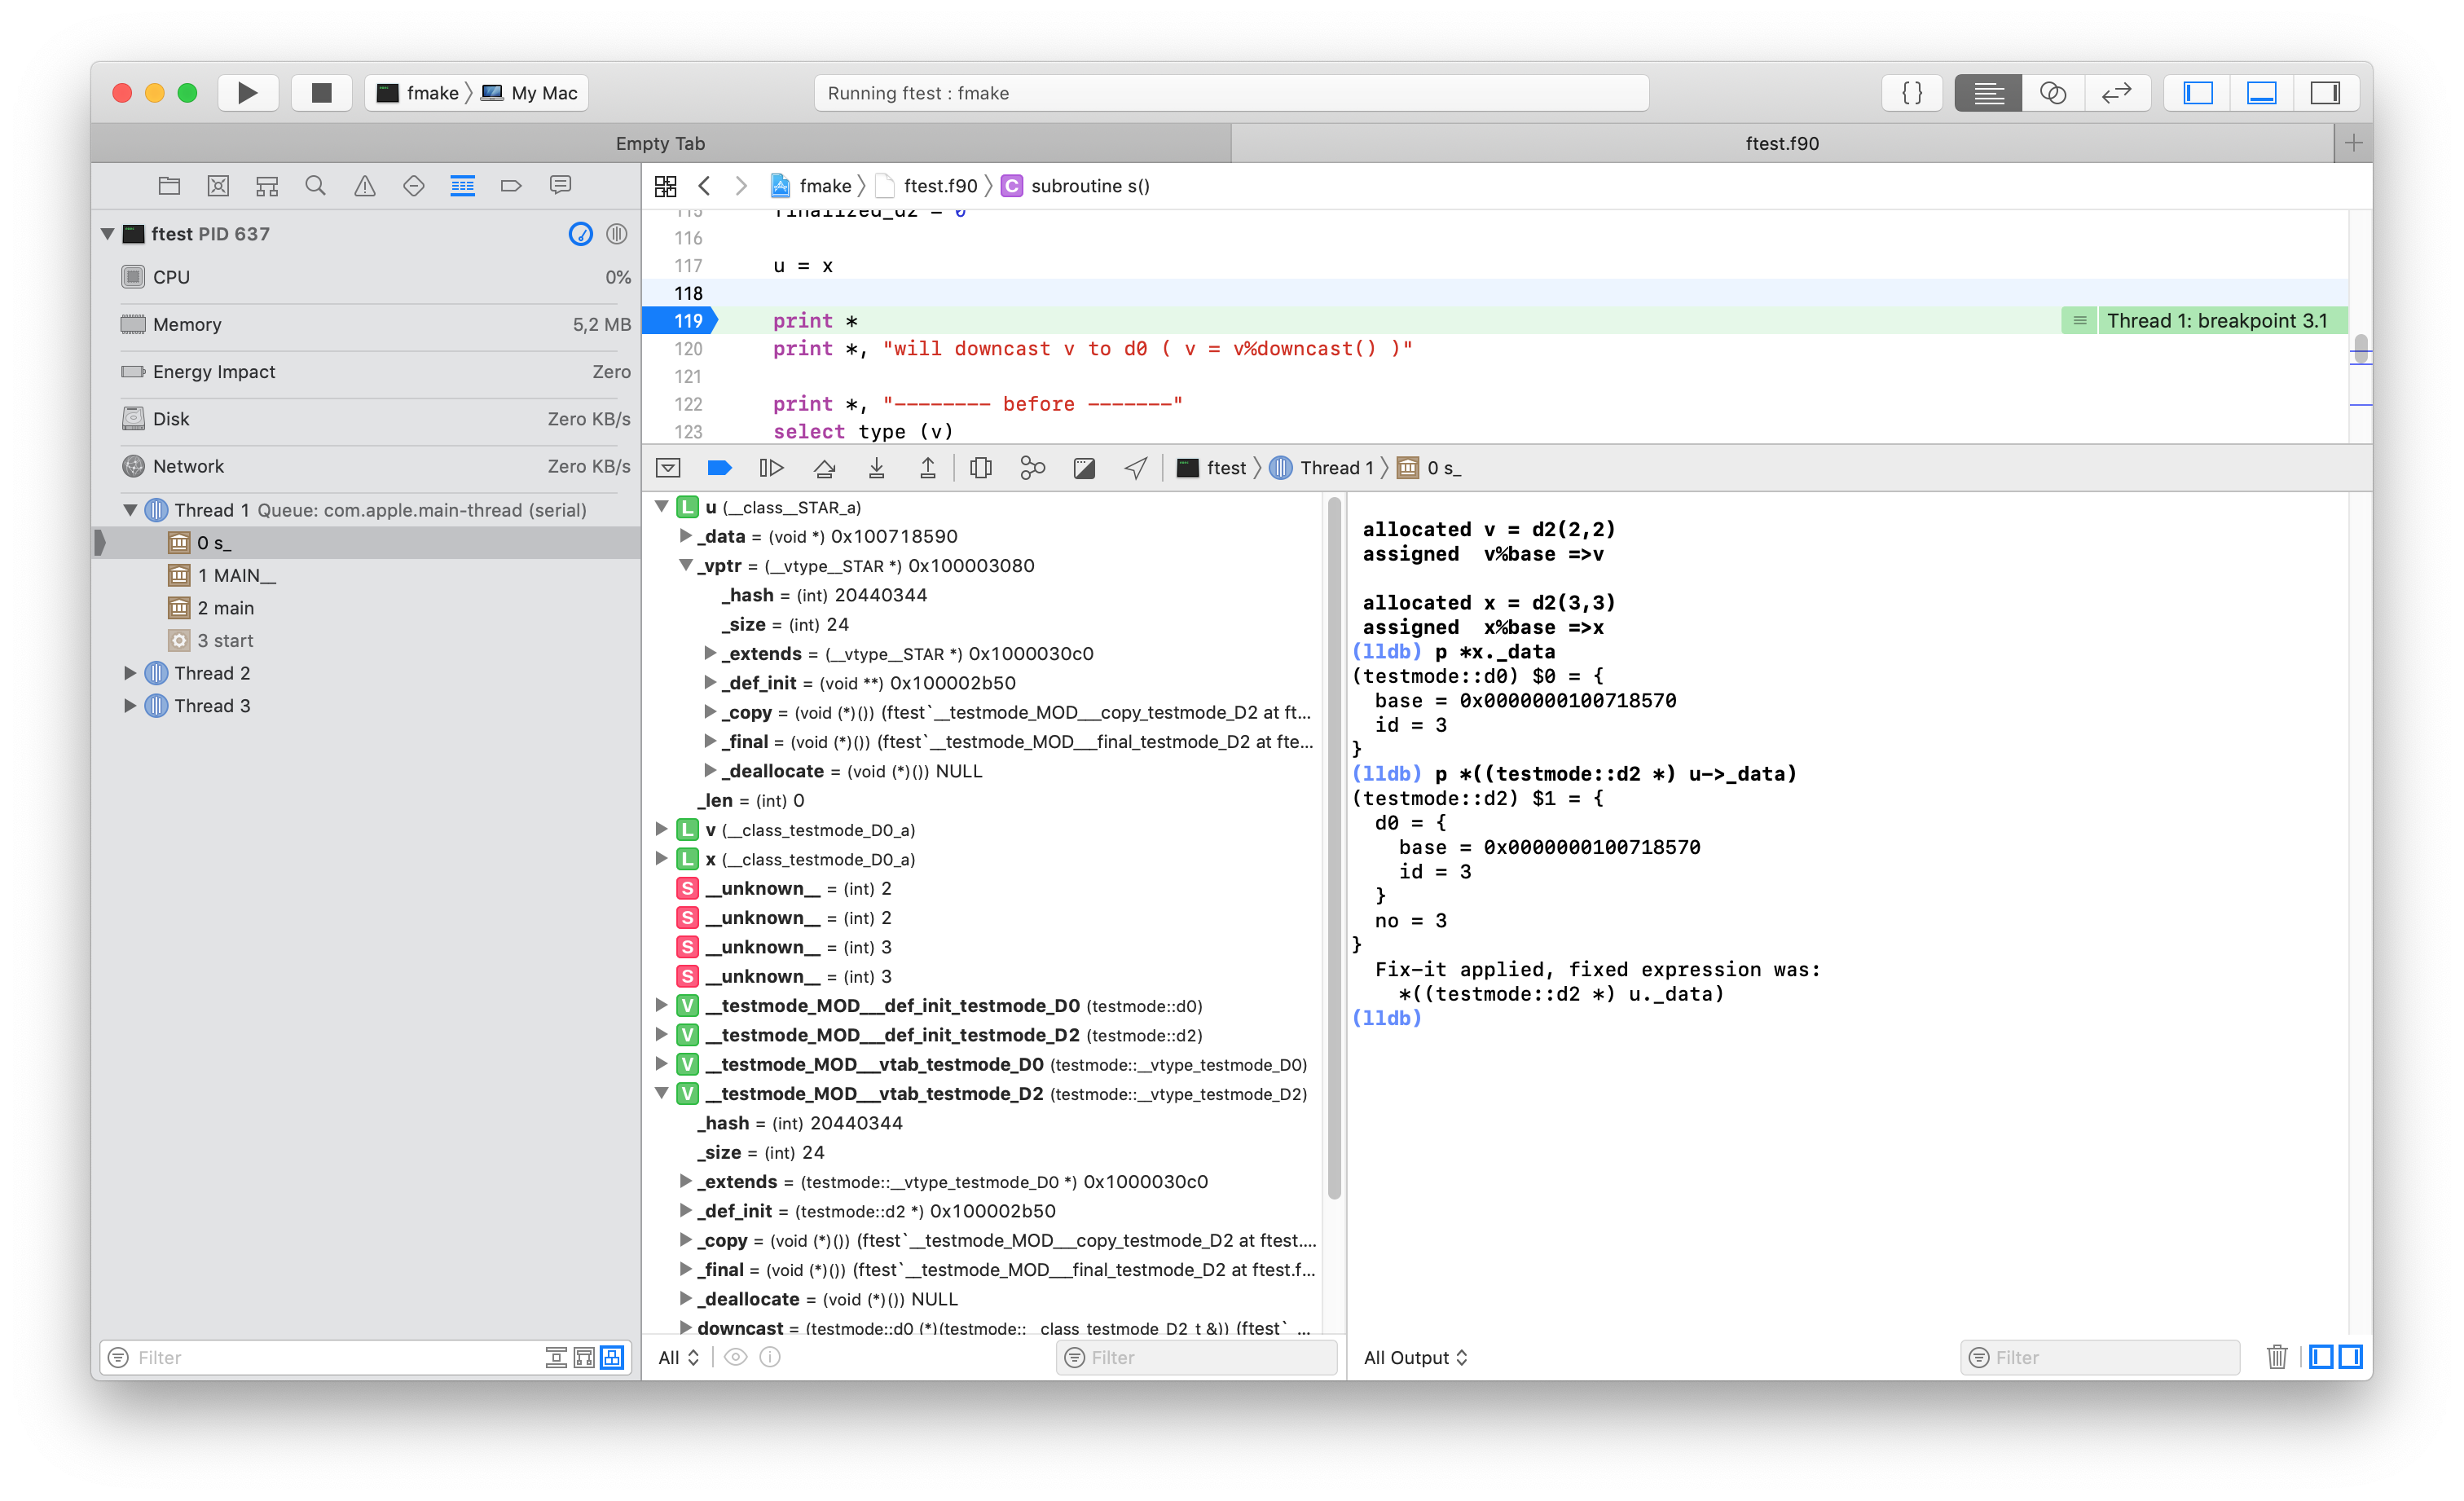 fmake 〉 My Mac
Running ftest : fmake
Empty Tab
ftest.f90
ftest PID 637
CPU 0%
Memory 5,2 MB
Energy Impact Zero
Disk Zero KB/s
Network Zero KB/s
Thread 1 Queue: com.apple.main-thread (serial)
0 s_
1 MAIN__
2 main
3 start
Thread 2
Thread 3
Filter
fmake 〉 ftest.f90 〉 C subroutine s()
115 finalized_d2 = 0
116
117 u = x
118
119 print *
Thread 1: breakpoint 3.1
120 print *, "will downcast v to d0 ( v = v%downcast() )"
121
122 print *, "-------- before -------"
123 select type (v)
ftest 〉 Thread 1 〉 0 s_
L u (__class__STAR_a)
_data = (void *) 0x100718590
_vptr = (__vtype__STAR *) 0x100003080
_hash = (int) 20440344
_size = (int) 24
_extends = (__vtype__STAR *) 0x1000030c0
_def_init = (void **) 0x100002b50
_copy = (void (*)()) (ftest`__testmode_MOD___copy_testmode_D2 at ft...
_final = (void (*)()) (ftest`__testmode_MOD___final_testmode_D2 at fte...
_deallocate = (void (*)()) NULL
_len = (int) 0
L v (__class_testmode_D0_a)
L x (__class_testmode_D0_a)
S __unknown__ = (int) 2
S __unknown__ = (int) 2
S __unknown__ = (int) 3
S __unknown__ = (int) 3
V __testmode_MOD___def_init_testmode_D0 (testmode::d0)
V __testmode_MOD___def_init_testmode_D2 (testmode::d2)
V __testmode_MOD___vtab_testmode_D0 (testmode::__vtype_testmode_D0)
V __testmode_MOD___vtab_testmode_D2 (testmode::__vtype_testmode_D2)
_hash = (int) 20440344
_size = (int) 24
_extends = (testmode::__vtype_testmode_D0 *) 0x1000030c0
_def_init = (testmode::d2 *) 0x100002b50
_copy = (void (*)()) (ftest`__testmode_MOD___copy_testmode_D2 at ftest....
_final = (void (*)()) (ftest`__testmode_MOD___final_testmode_D2 at ftest.f...
_deallocate = (void (*)()) NULL
downcast = (testmode::d0 (*)(testmode::__class_testmode_D2_t &)) (ftest`_...
All
Filter
allocated v = d2(2,2)
assigned  v%base =>v
allocated x = d2(3,3)
assigned  x%base =>x
(lldb) p *x._data
(testmode::d0) $0 = {
base = 0x0000000100718570
id = 3
}
(lldb) p *((testmode::d2 *) u->_data)
(testmode::d2) $1 = {
d0 = {
base = 0x0000000100718570
id = 3
}
no = 3
}
Fix-it applied, fixed expression was:
*((testmode::d2 *) u._data)
(lldb)
All Output
Filter